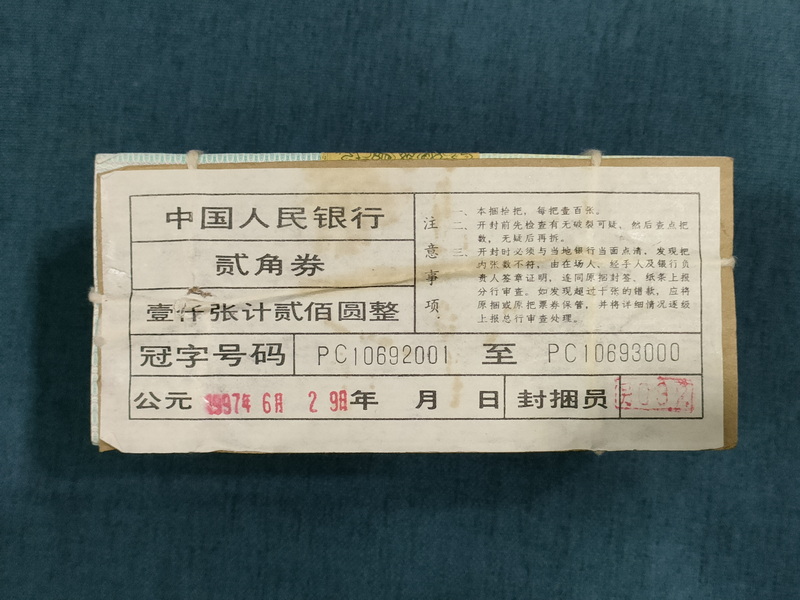 中国人民银行
贰角券
壹仟张计贰佰圆整
注意事项
一、本捆拾把，每把壹百张。
二、开封前先检查有无破裂可疑，然后查点把
数，无疑后再拆。
三、开封时必须与当地银行当面点清，发现把
内张数不符，由在场人、经手人及银行负
责人签章证明，连同原捆封签、纸条上报
分行审查。如发现超过十张的错款，应将
原捆或原把票券保管，并将详细情况逐级
上报总行审查处理。
冠字号码 PC10692001 至 PC10693000
公元 1997年 6月 29日 年 月 日 封捆员